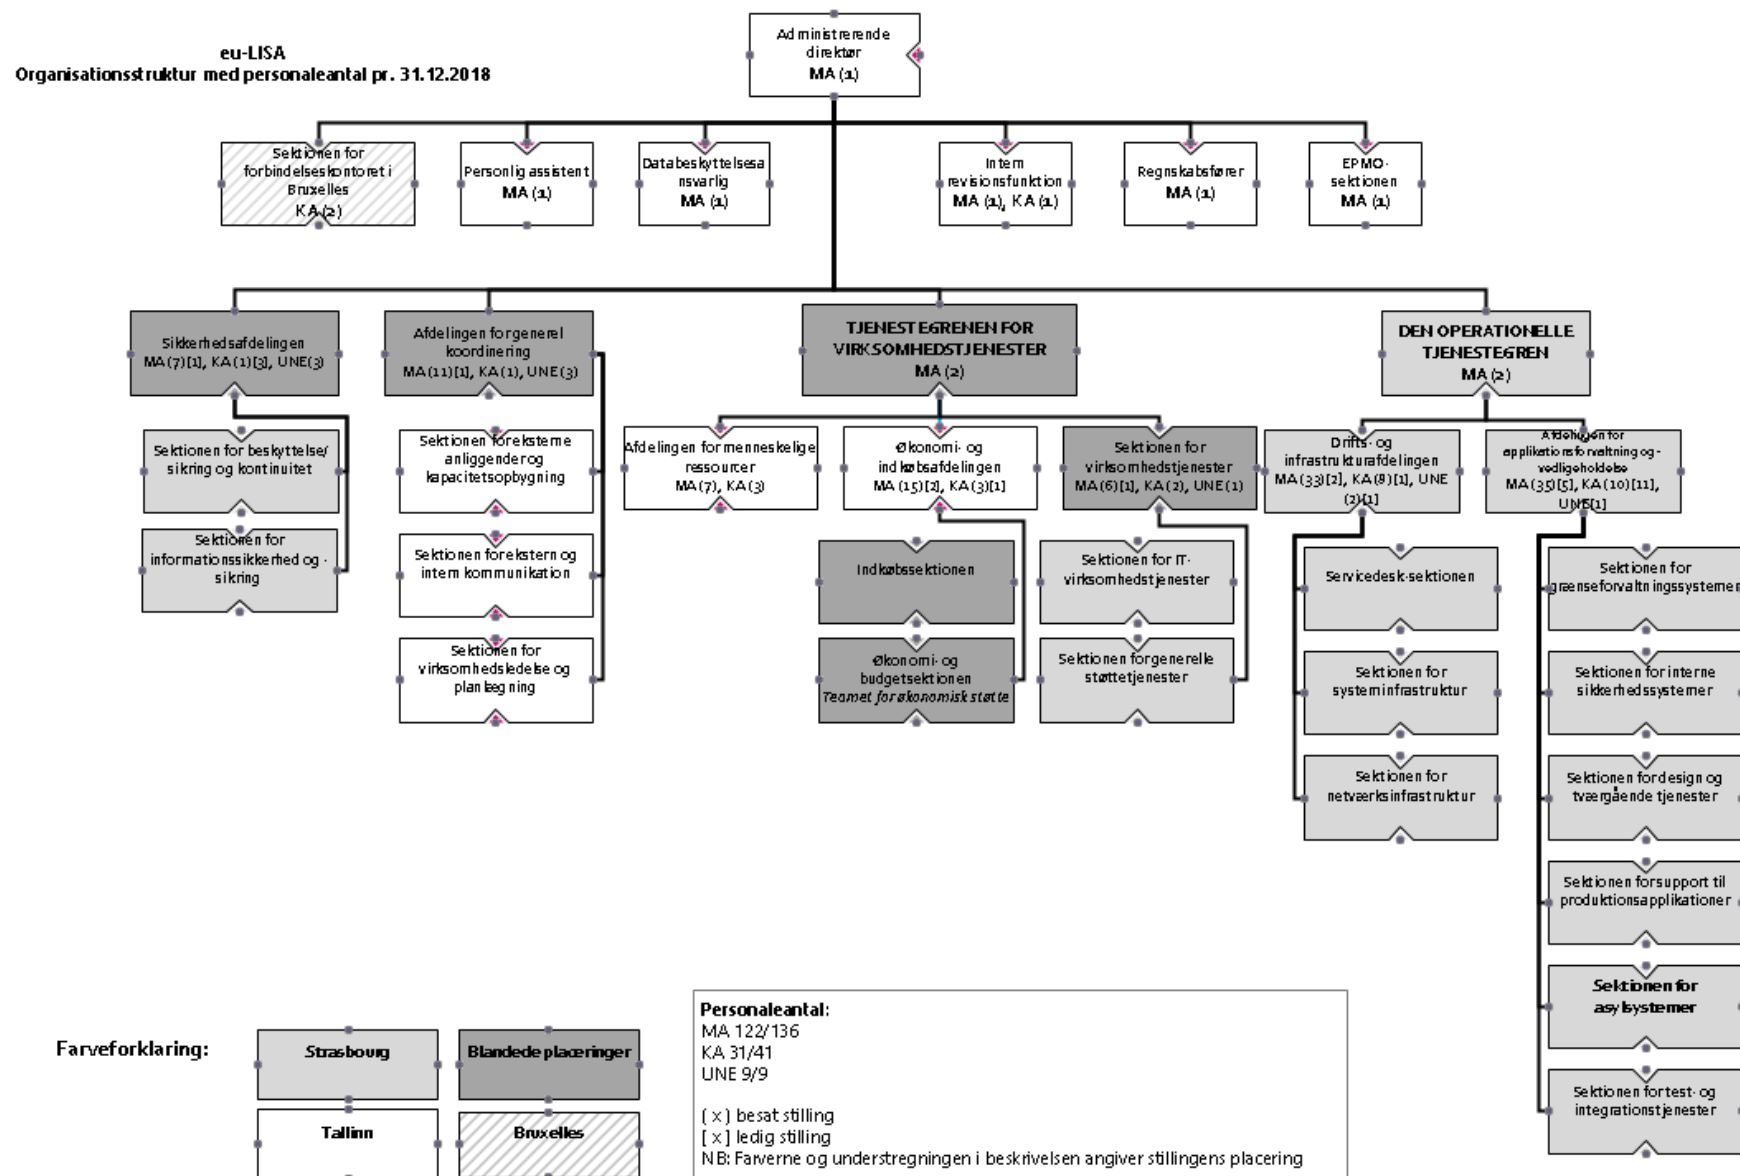 eu-LISA
Organisationsstruktur med personaleantal pr. 31.12.2018
Administrerende
direktør
MA (1)
Sektionen for
forbindelseskontoret i
Bruxelles
KA (2)
Personlig assistent
MA (1)
Databeskyttelsesa
nsvarlig
MA (1)
Intern
revisionsfunktion
MA (1), KA (1)
Regnskabsfører
MA (1)
EPMO-
sektionen
MA (1)
Sikkerhedsafdelingen
MA (7)[1], KA (1)[3], UNE(3)
Afdelingen for generel
koordinering
MA (11)[1], KA (1), UNE (3)
TJENESTEGRENEN FOR
VIRKSOMHEDSTJENESTER
MA (2)
DEN OPERATIONELLE
TJENESTEGREN
MA (2)
Sektionen for beskyttelse/
sikring og kontinuitet
Sektionen for
informationssikkerhed og -
sikring
Sektionen for eksterne
anliggender og
kapacitetsopbygning
Sektionen for ekstern og
intern kommunikation
Sektionen for
virksomhedsledelse og
planlægning
Afdelingen for menneskelige
ressourcer
MA (7), KA (3)
Økonomi- og
indkøbsafdelingen
MA (15)[2], KA (3)[1]
Sektionen for
virksomhedstjenester
MA (6)[1], KA (2), UNE (1)
Indkøbssektionen
Økonomi- og
budgetsektionen
Teamet for økonomisk støtte
Sektionen for IT-
virksomhedstjenester
Sektionen for generelle
støttetjenester
Drifts- og
infrastrukturafdelingen
MA (33)[2], KA (8)[1], UNE
(2)[1]
Afdelingen for
applikationsforvaltning og -
vedligeholdelse
MA (35)[5], KA (10)[11],
UNE[1]
Servicedesk-sektionen
Sektionen for
systeminfrastruktur
Sektionen for
netværksinfrastruktur
Sektionen for
grænseforvaltningssystemer
Sektionen for interne
sikkerhedssystemer
Sektionen for design og
tværgående tjenester
Sektionen for support til
produktionsapplikationer
Sektionen for
asylsystemer
Sektionen for test- og
integrationstjenester
Farveforklaring:
Strasbourg
Blandede placeringer
Tallinn
Bruxelles
Personaleantal:
MA 122/136
KA 31/41
UNE 9/9
( x ) besat stilling
[ x ] ledig stilling
NB: Farverne og understregningen i beskrivelsen angiver stillingens placering